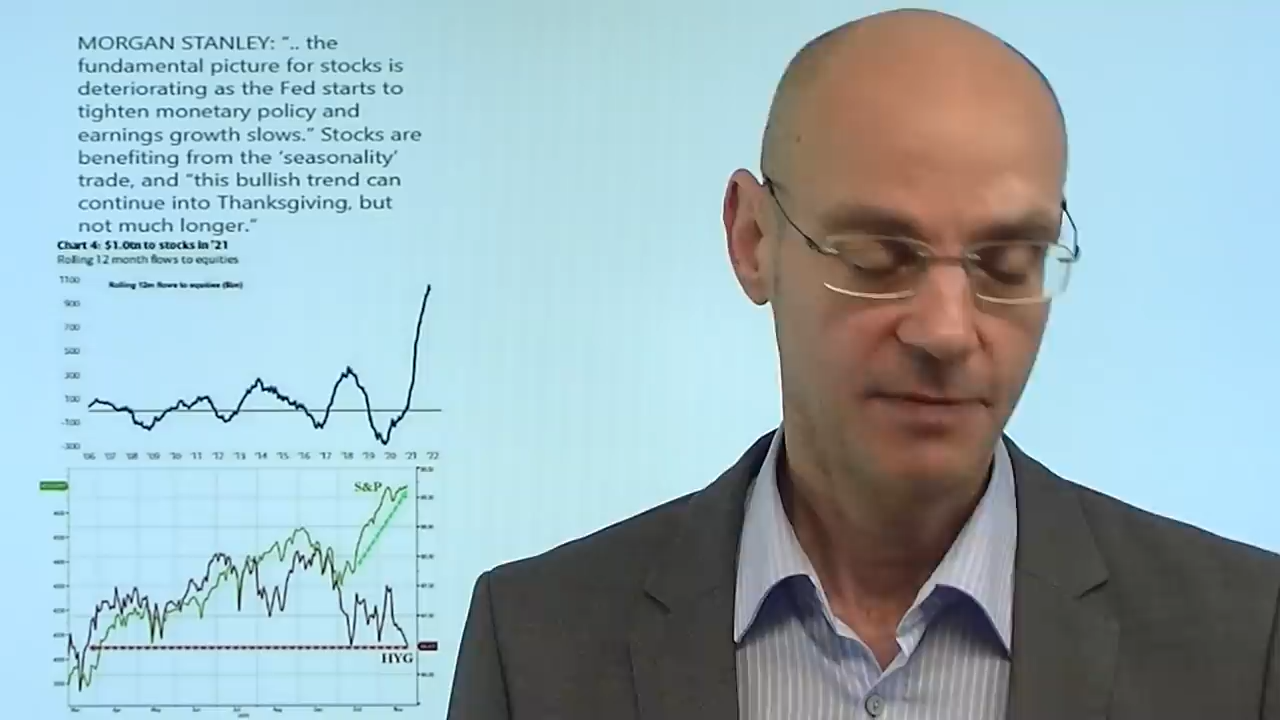 MORGAN STANLEY: “.. the
fundamental picture for stocks is
deteriorating as the Fed starts to
tighten monetary policy and
earnings growth slows.” Stocks are
benefiting from the ‘seasonality’
trade, and “this bullish trend can
continue into Thanksgiving, but
not much longer.”
Chart 4: $1.0tn to stocks in '21
Rolling 12 month flows to equities
1100
Rolling 12m flows to equities ($bn)
900
700
500
300
100
-100
-300
'06 '07 '08 '09 '10 '11 '12 '13 '14 '15 '16 '17 '18 '19 '20 '21 '22
S&P
HYG